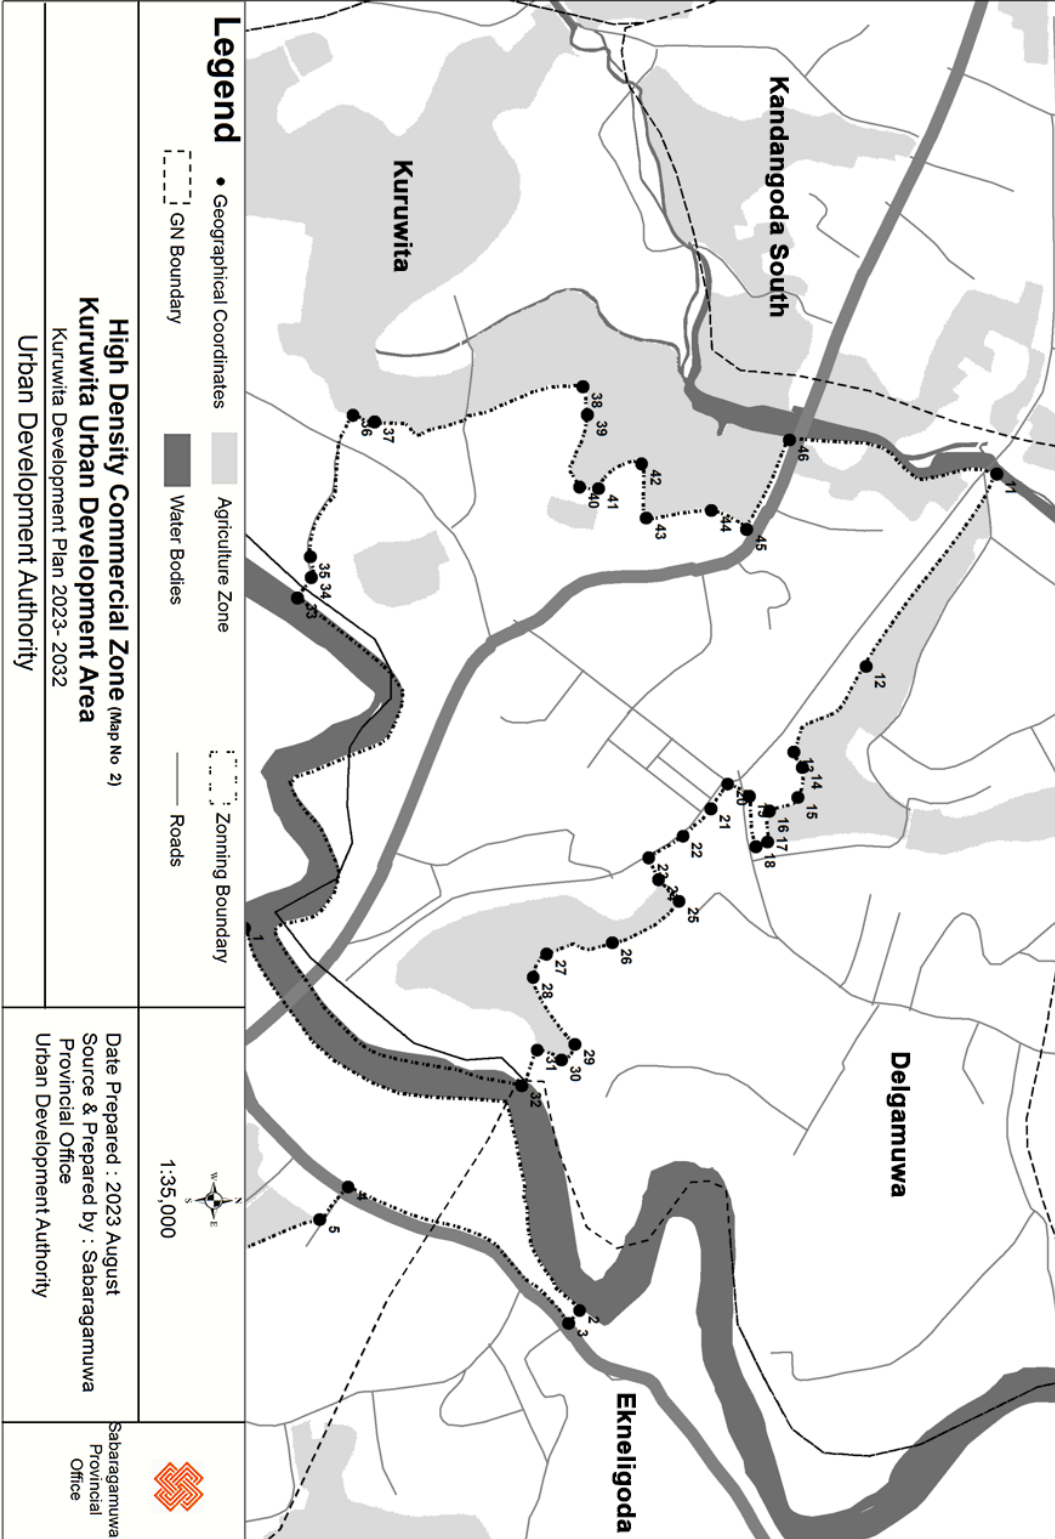 Kandangoda South
Kuruwita
Delgamuwa
Ekneligoda
11
46
45
44
43
42
41
40
39
38
37
36
35
34
33
12
13
14
15
16
17
18
19
20
21
22
23
24
25
26
27
28
29
30
31
32
1
2
3
4
5
Legend
Geographical Coordinates
Agriculture Zone
Zonning Boundary
GN Boundary
Water Bodies
Roads
High Density Commercial Zone (Map No 2)
Kuruwita Urban Development Area
Kuruwita Development Plan 2023- 2032
Urban Development Authority
N
W
E
S
1:35,000
Date Prepared : 2023 August
Source & Prepared by : Sabaragamuwa
Provincial Office
Urban Development Authority
Sabaragamuwa
Provincial
Office